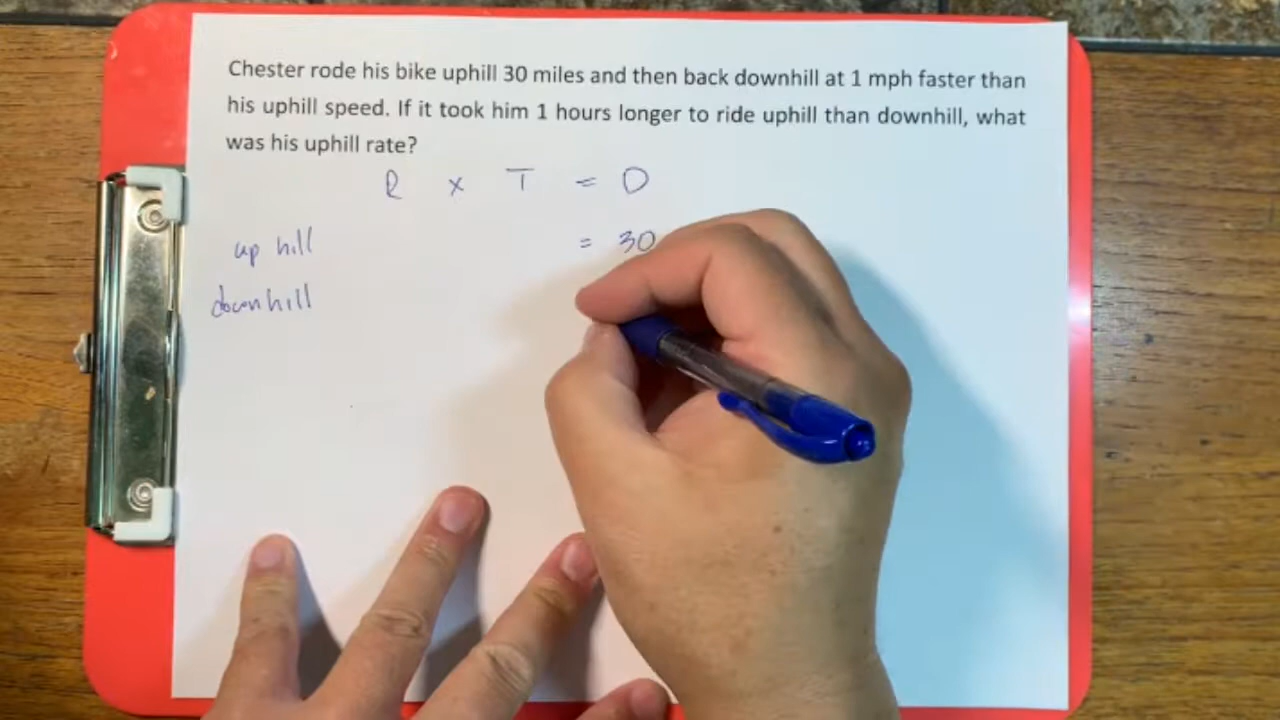 Chester rode his bike uphill 30 miles and then back downhill at 1 mph faster than
his uphill speed. If it took him 1 hours longer to ride uphill than downhill, what
was his uphill rate?
R x T = D
up hill = 30
downhill